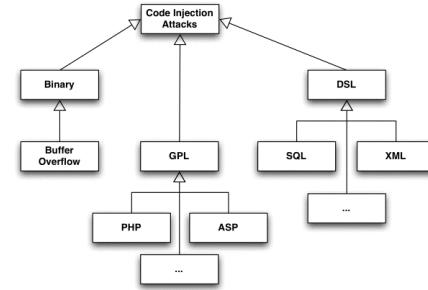 Code Injection
Attacks
Binary
DSL
Buffer
Overflow
GPL
SQL
XML
...
PHP
ASP
...